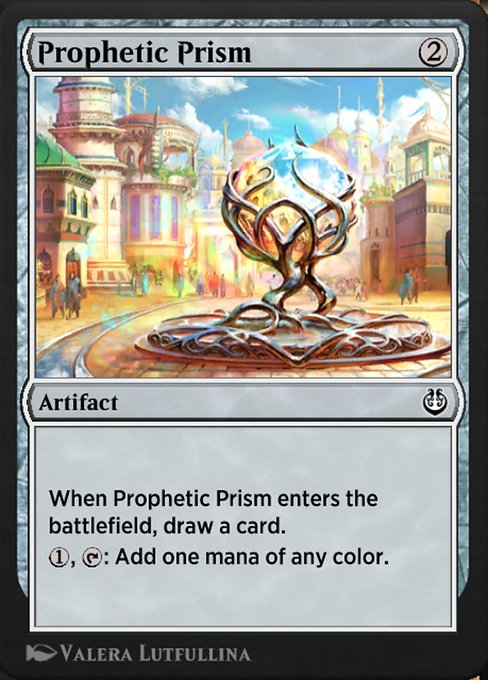 Prophetic Prism 2
Artifact
When Prophetic Prism enters the
battlefield, draw a card.
1, : Add one mana of any color.
Valera Lutfullina